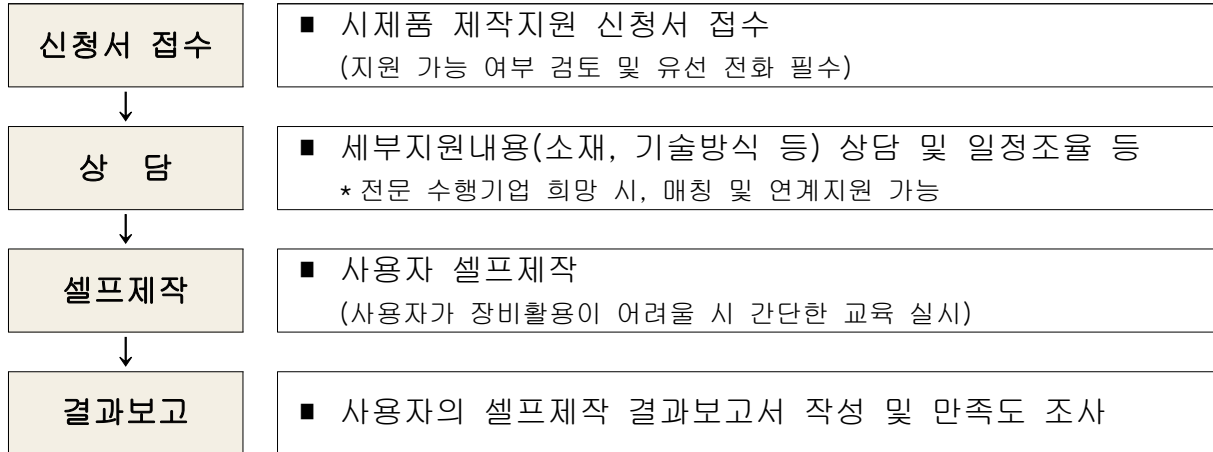 신청서 접수
■ 시제품 제작지원 신청서 접수
(지원 가능 여부 검토 및 유선 전화 필수)
↓
상 담
■ 세부지원내용(소재, 기술방식 등) 상담 및 일정조율 등
* 전문 수행기업 희망 시, 매칭 및 연계지원 가능
↓
셀프제작
■ 사용자 셀프제작
(사용자가 장비활용이 어려울 시 간단한 교육 실시)
↓
결과보고
■ 사용자의 셀프제작 결과보고서 작성 및 만족도 조사